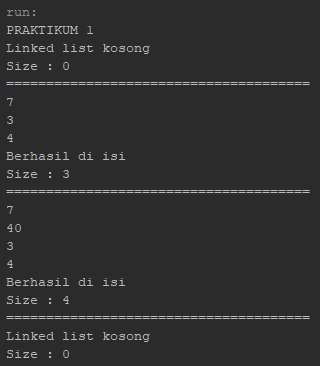 run:
PRAKTIKUM 1
Linked list kosong
Size : 0
======================================
7
3
4
Berhasil di isi
Size : 3
======================================
7
40
3
4
Berhasil di isi
Size : 4
======================================
Linked list kosong
Size : 0